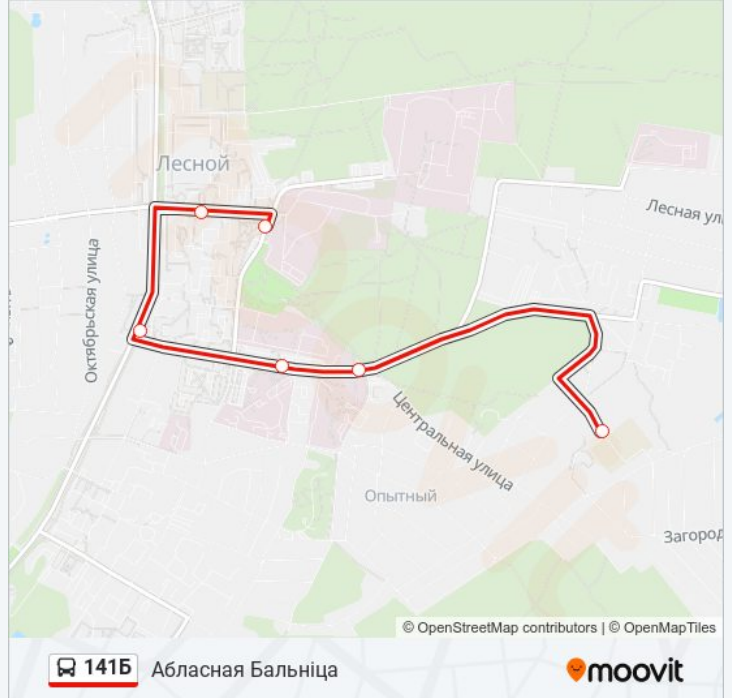 Лесной
Лесная ул
Октябрьская улица
Центральная улица
Опытный
Загород
© OpenStreetMap contributors | © OpenMapTiles
141Б Абласная Бальніца
moovit